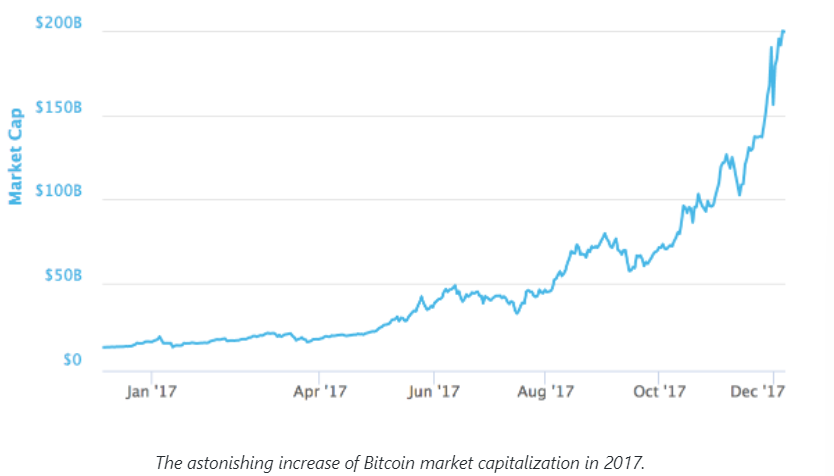 $200B
$150B
$100B
$50B
$0
Market Cap
Jan '17 Apr '17 Jun '17 Aug '17 Oct '17 Dec '17
The astonishing increase of Bitcoin market capitalization in 2017.